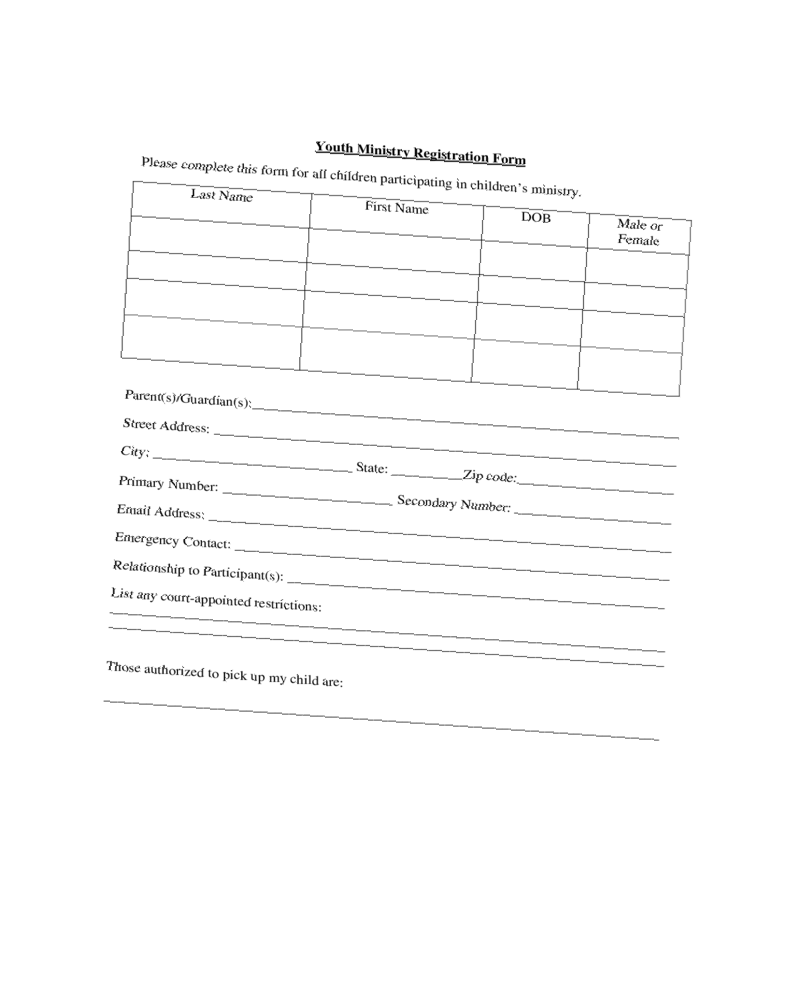 Youth Ministry Registration Form
Please complete this form for all children participating in children's ministry.
Last Name First Name DOB Male or
Female
Parent(s)/Guardian(s):
Street Address:
City: State: Zip code:
Primary Number: Secondary Number:
Email Address:
Emergency Contact:
Relationship to Participant(s):
List any court-appointed restrictions:
Those authorized to pick up my child are: